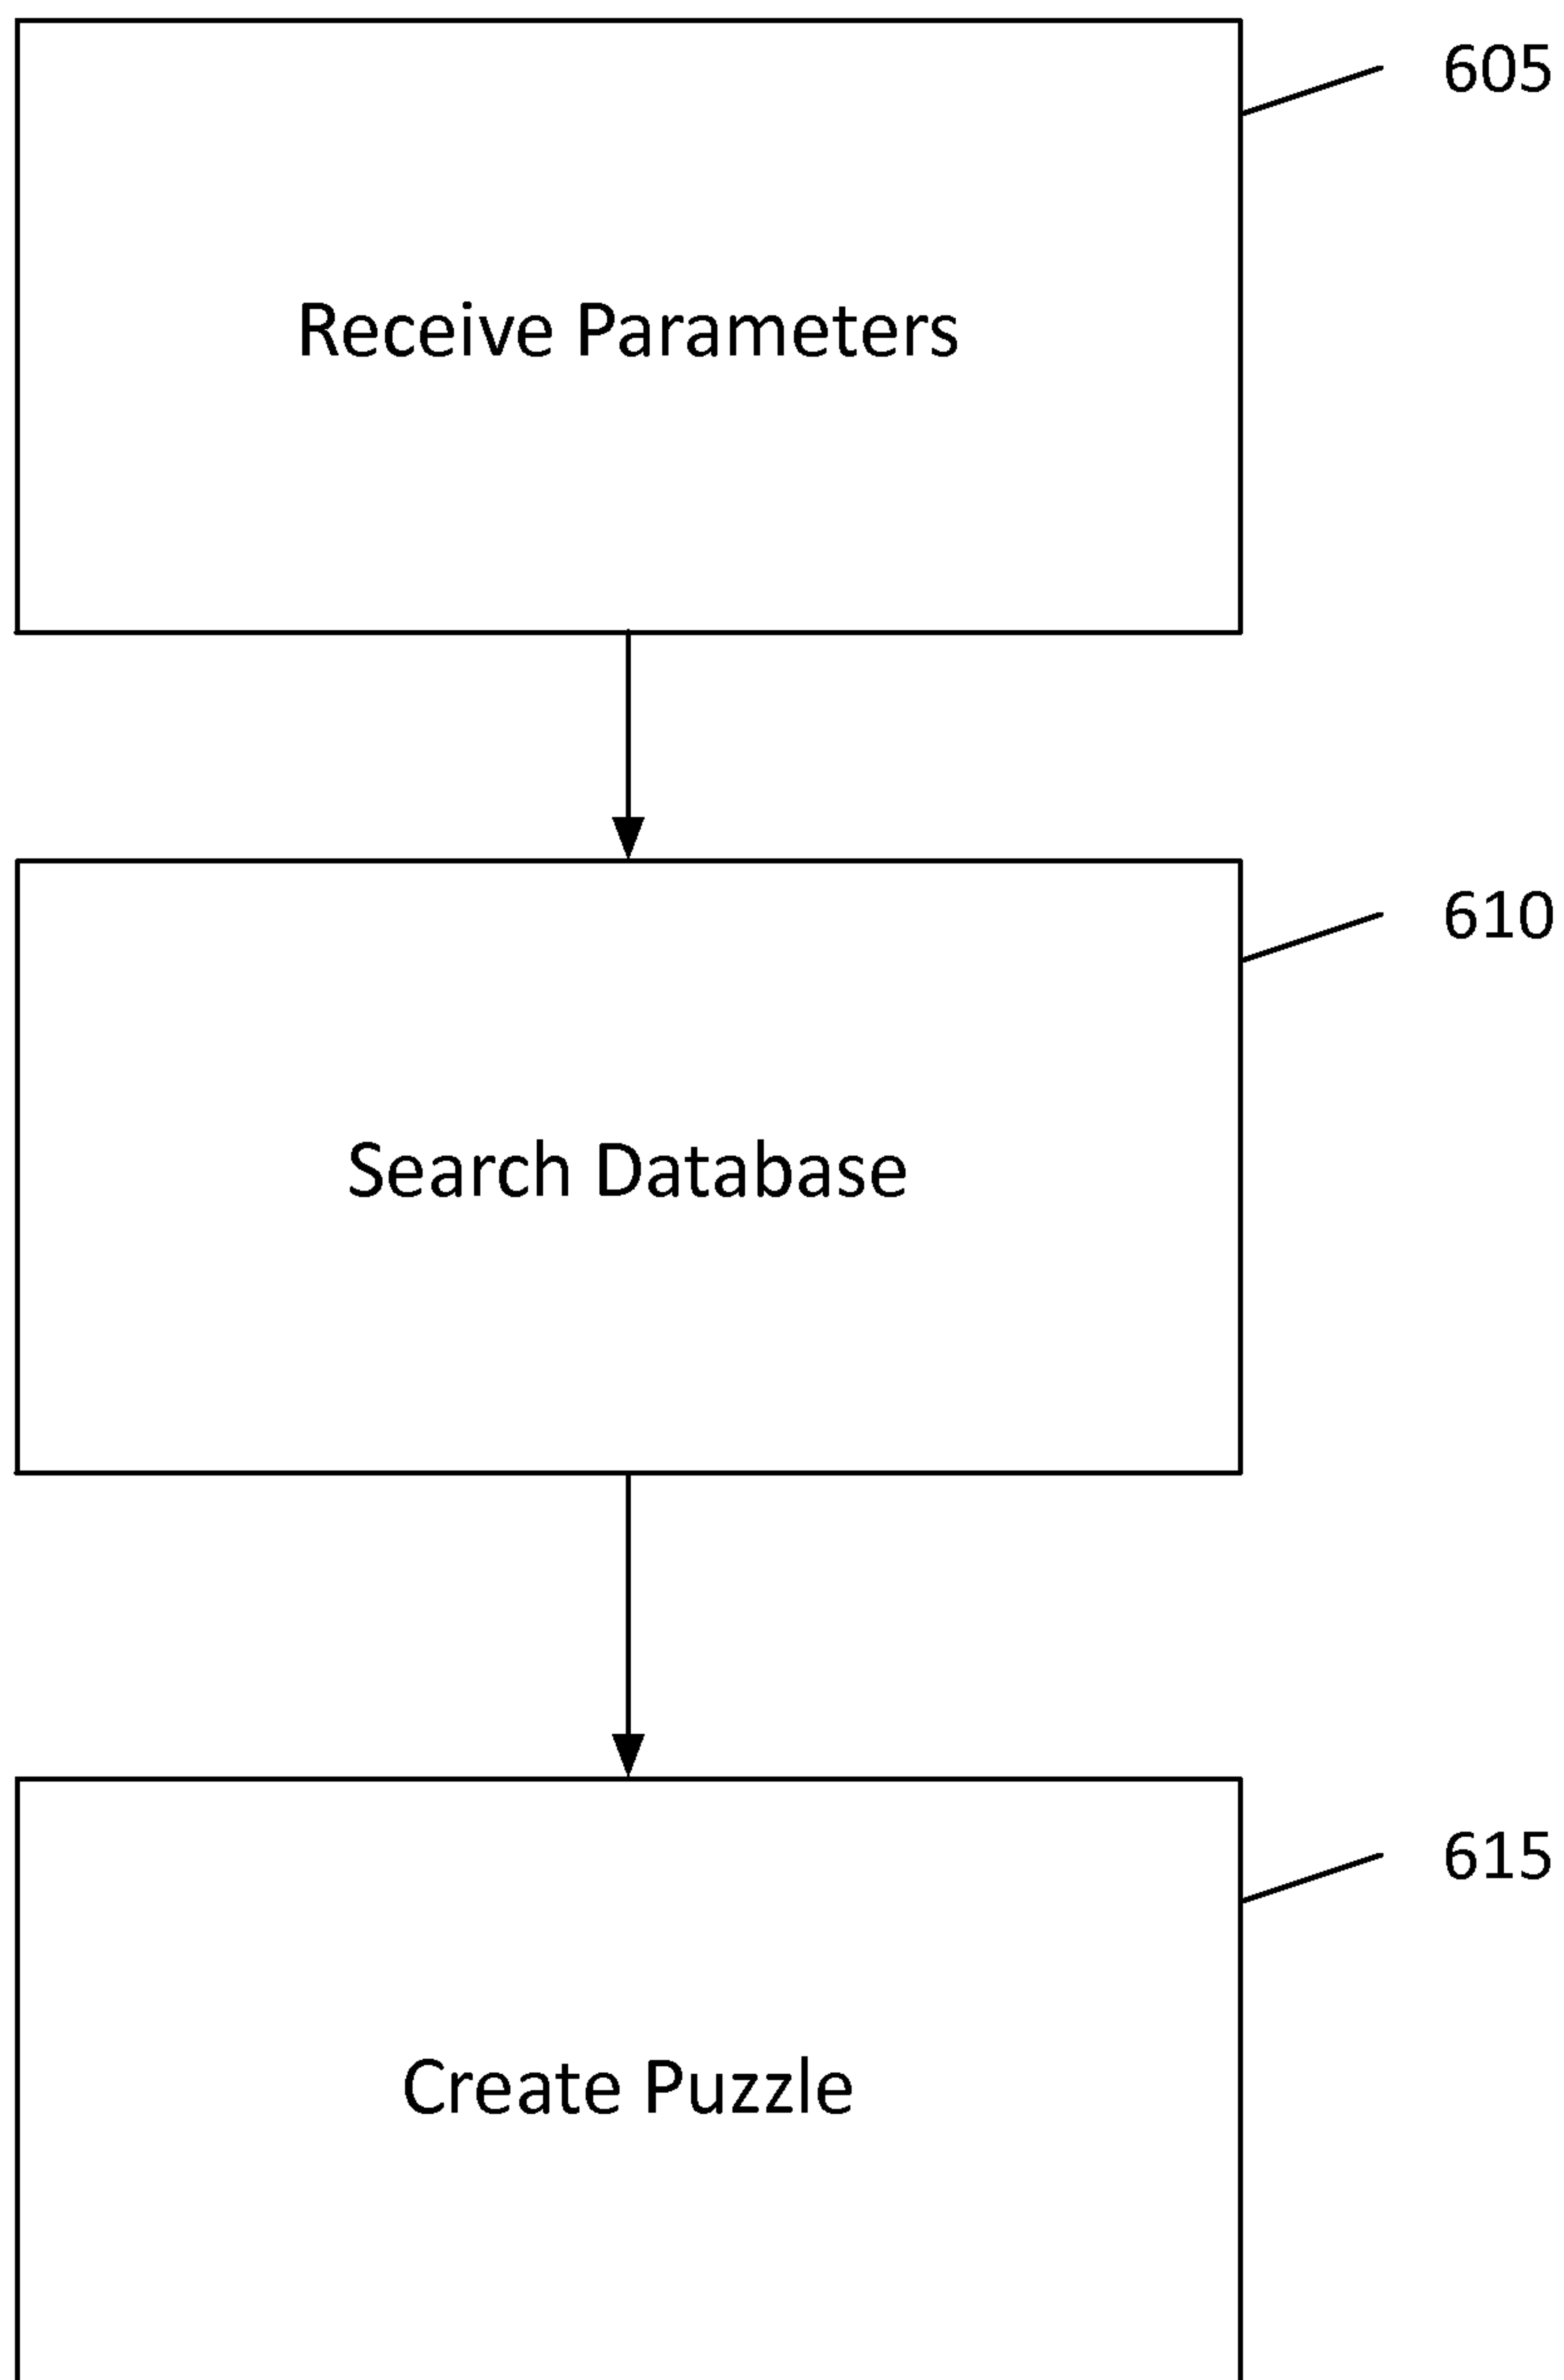 605
Receive Parameters
610
Search Database
615
Create Puzzle